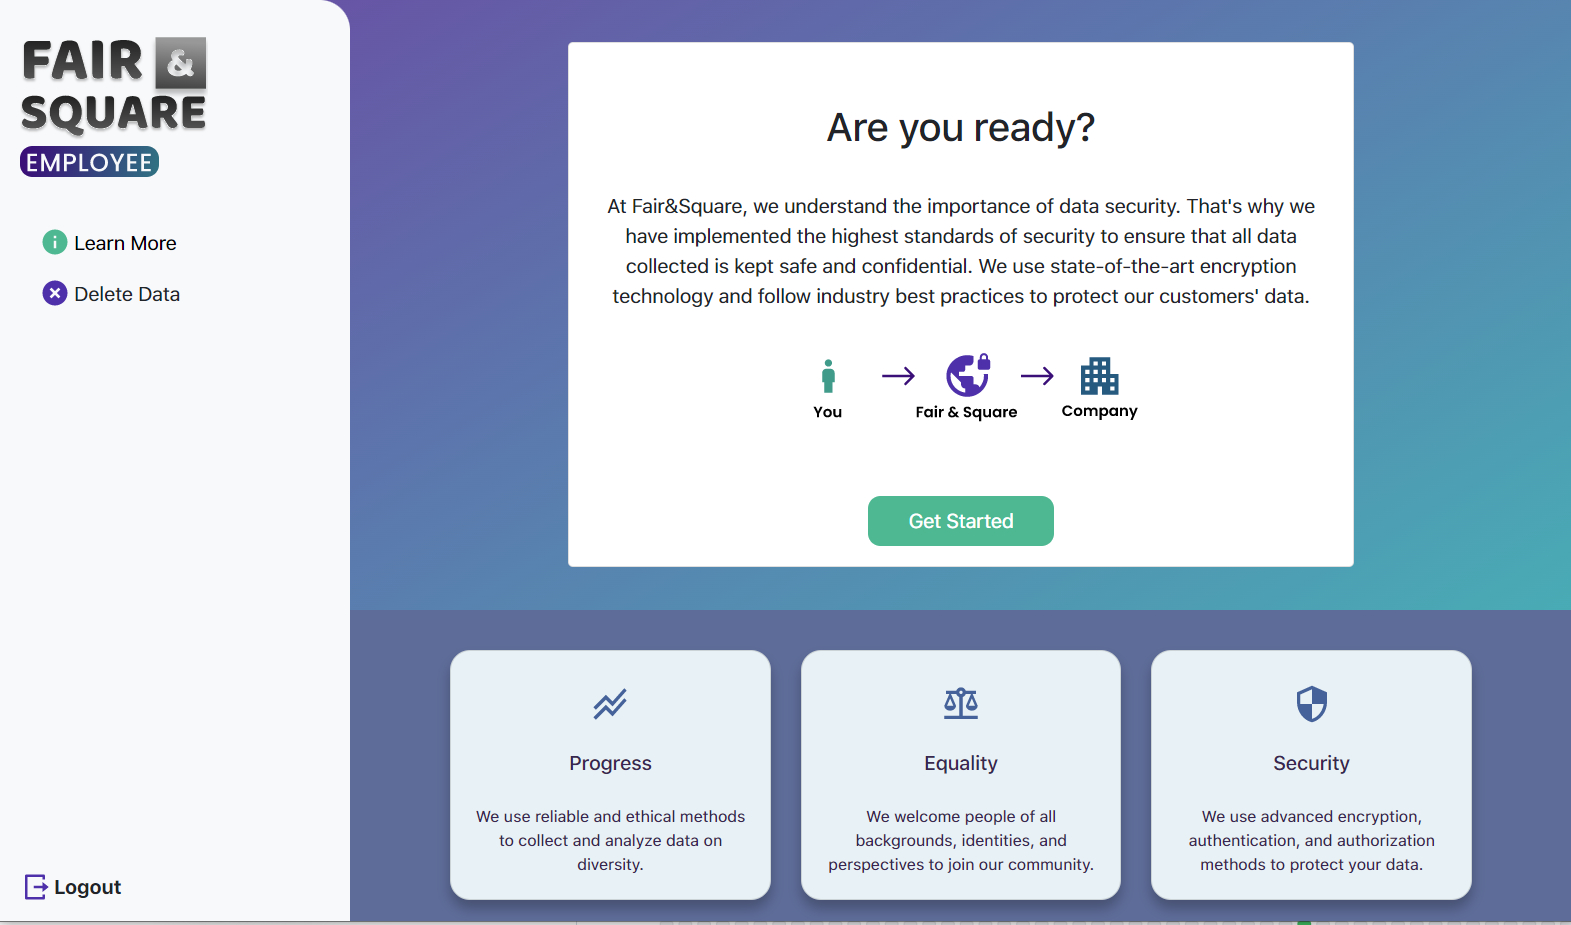 FAIR &
SQUARE
EMPLOYEE
Learn More
Delete Data
Logout
Are you ready?
At Fair&Square, we understand the importance of data security. That's why we
have implemented the highest standards of security to ensure that all data
collected is kept safe and confidential. We use state-of-the-art encryption
technology and follow industry best practices to protect our customers' data.
You
Fair & Square
Company
Get Started
Progress
We use reliable and ethical methods
to collect and analyze data on
diversity.
Equality
We welcome people of all
backgrounds, identities, and
perspectives to join our community.
Security
We use advanced encryption,
authentication, and authorization
methods to protect your data.